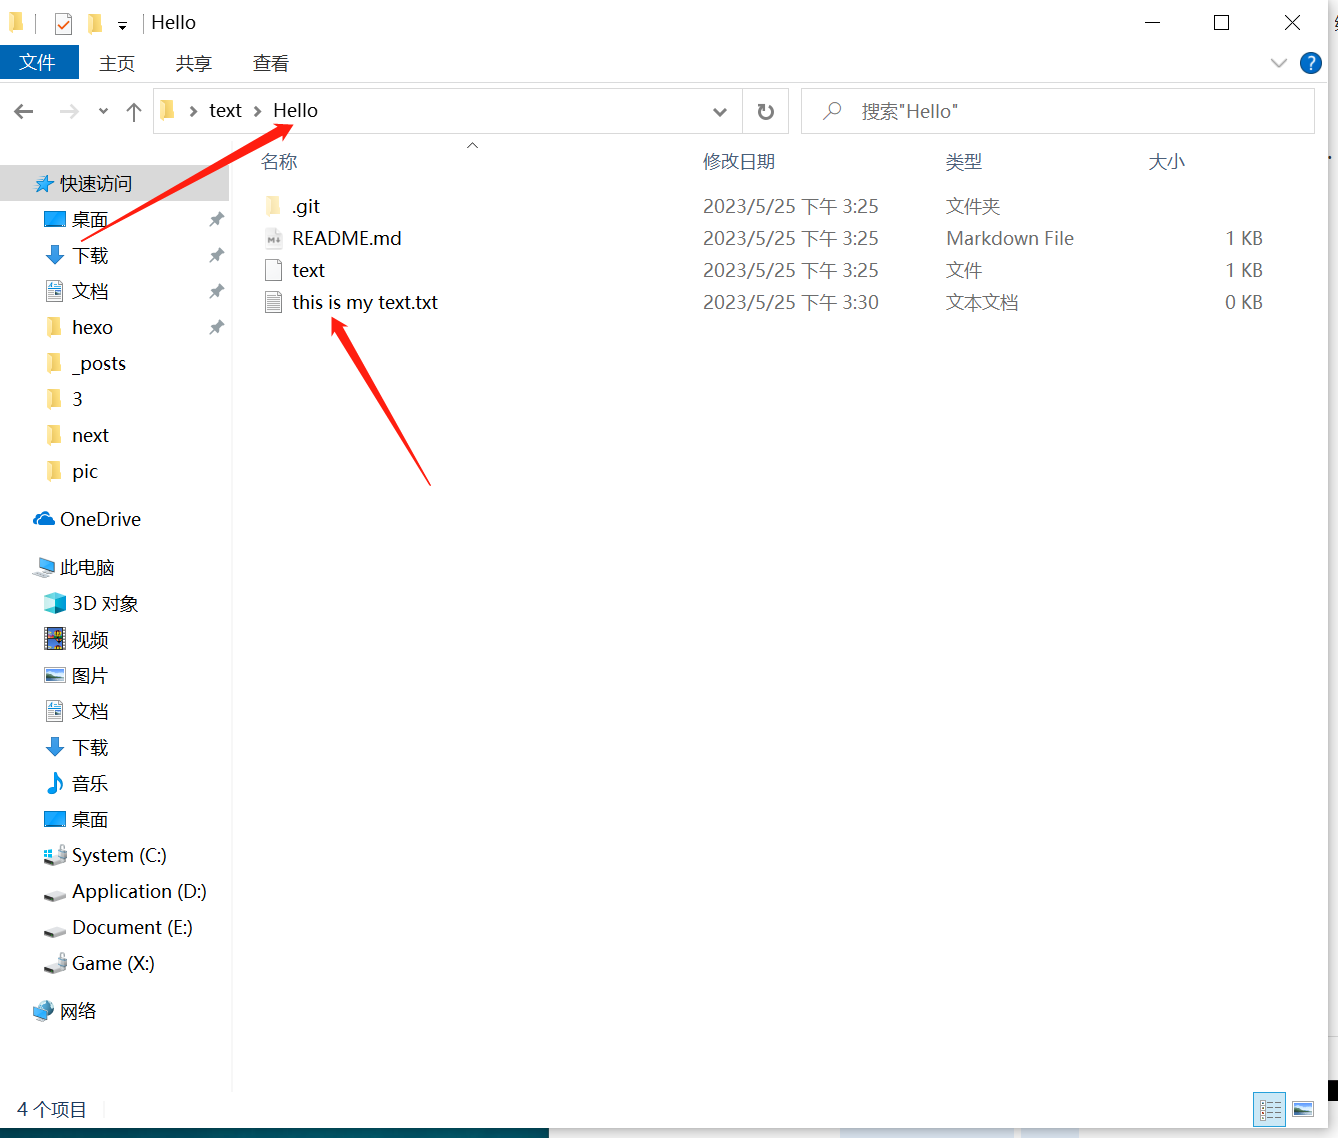 Hello
文件 主页 共享 查看
text Hello 搜索"Hello"
名称 修改日期 类型 大小
.git 2023/5/25 下午 3:25 文件夹
README.md 2023/5/25 下午 3:25 Markdown File 1 KB
text 2023/5/25 下午 3:25 文件 1 KB
this is my text.txt 2023/5/25 下午 3:30 文本文档 0 KB
快速访问
桌面
下载
文档
hexo
_posts
3
next
pic
OneDrive
此电脑
3D 对象
视频
图片
文档
下载
音乐
桌面
System (C:)
Application (D:)
Document (E:)
Game (X:)
网络
4 个项目